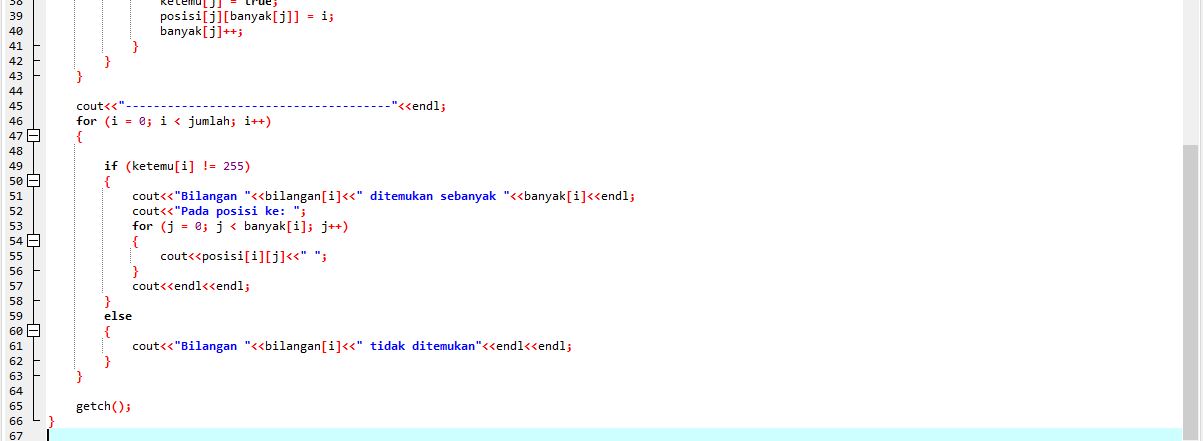 38 ketemu[j] = true;
39 posisi[j][banyak[j]] = i;
40 banyak[j]++;
41 }
42 }
43 }
44
45 cout<<"--------------------------------------"<<endl;
46 for (i = 0; i < jumlah; i++)
47 {
48
49 if (ketemu[i] != 255)
50 {
51 cout<<"Bilangan "<<bilangan[i]<<" ditemukan sebanyak "<<banyak[i]<<endl;
52 cout<<"Pada posisi ke: ";
53 for (j = 0; j < banyak[i]; j++)
54 {
55 cout<<posisi[i][j]<<" ";
56 }
57 cout<<endl<<endl;
58 }
59 else
60 {
61 cout<<"Bilangan "<<bilangan[i]<<" tidak ditemukan"<<endl<<endl;
62 }
63 }
64
65 getch();
66 }
67